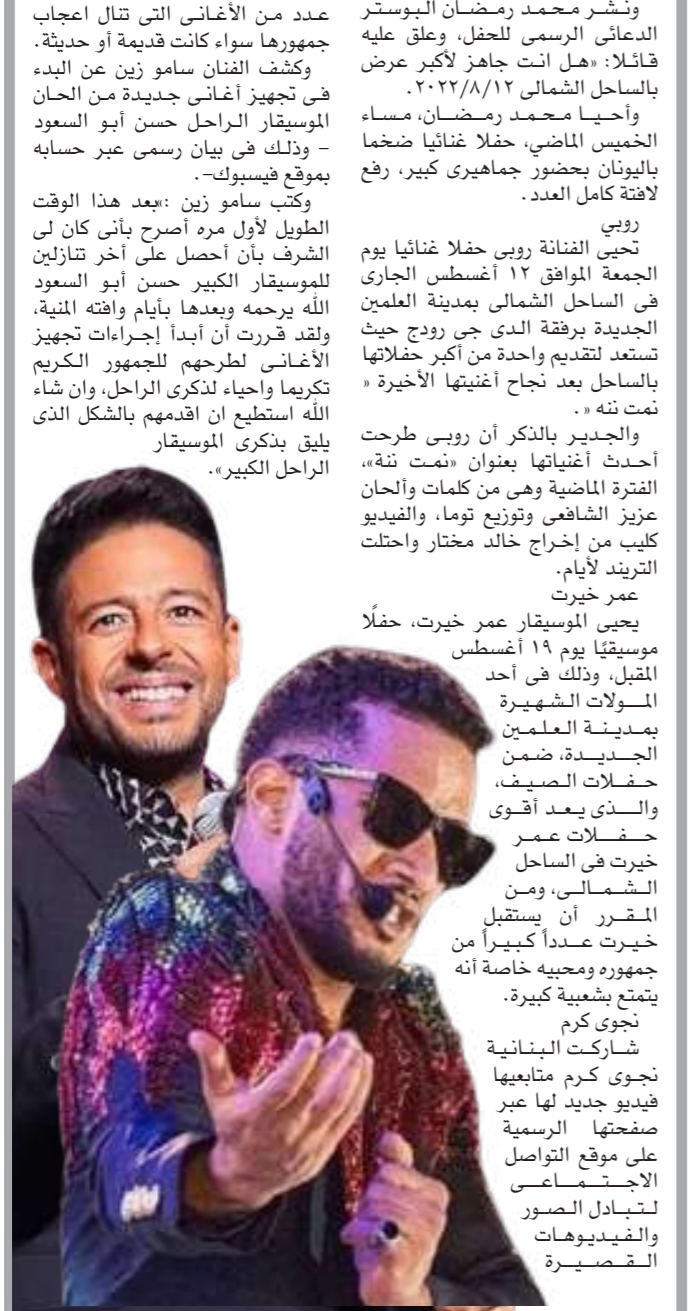 ونشر محمد رمضان البوستر
الدعائى الرسمى للحفل، وعلق عليه
قائلا: «هل انت جاهز لأكبر عرض
بالساحل الشمالى ٢٠٢٢/٨/١٢.
وأحيا محمد رمضان، مساء
الخميس الماضي، حفلا غنائيا ضخما
باليونان بحضور جماهيرى كبير، رفع
لافتة كامل العدد.
روبي
تحيى الفنانة روبى حفلا غنائيا يوم
الجمعة الموافق ١٢ أغسطس الجارى
فى الساحل الشمالى بمدينة العلمين
الجديدة برفقة الدى جى رودج حيث
تستعد لتقديم واحدة من أكبر حفلاتها
بالساحل بعد نجاح أغنيتها الأخيرة «
نمت ننه « .
والجدير بالذكر أن روبى طرحت
أحدث أغنياتها بعنوان «نمت ننة»،
الفترة الماضية وهى من كلمات وألحان
عزيز الشافعى وتوزيع توما، والفيديو
كليب من إخراج خالد مختار واحتلت
التريند لأيام.
عمر خيرت
يحيى الموسيقار عمر خيرت، حفلًا
موسيقيًا يوم ١٩ أغسطس
المقبل، وذلك فى أحد
المولات الشهيرة
بمدينة العلمين
الجديدة، ضمن
حفلات الصيف،
والذى يعد أقوى
حفلات عمر
خيرت فى الساحل
الشمالى، ومن
المقرر أن يستقبل
خيرت عدداً كبيراً من
جمهوره ومحبيه خاصة أنه
يتمتع بشعبية كبيرة.
نجوى كرم
شاركت البنانية
نجوى كرم متابعيها
فيديو جديد لها عبر
صفحتها الرسمية
على موقع التواصل
الاجتماعى
لتبادل الصور
والفيديوهات
القصيرة
عدد من الأغانى التى تنال اعجاب
جمهورها سواء كانت قديمة أو حديثة.
وكشف الفنان سامو زين عن البدء
فى تجهيز أغانى جديدة من الحان
الموسيقار الراحل حسن أبو السعود
– وذلك فى بيان رسمى عبر حسابه
بموقع فيسبوك–.
وكتب سامو زين :»بعد هذا الوقت
الطويل لأول مره أصرح بأنى كان لى
الشرف بأن أحصل على أخر تنازلين
للموسيقار الكبير حسن أبو السعود
الله يرحمه وبعدها بأيام وافته المنية،
ولقد قررت أن أبدأ إجراءات تجهيز
الأغانى لطرحهم للجمهور الكريم
تكريما واحياء لذكرى الراحل، وان شاء
الله استطيع ان اقدمهم بالشكل الذى
يليق بذكرى الموسيقار
الراحل الكبير».